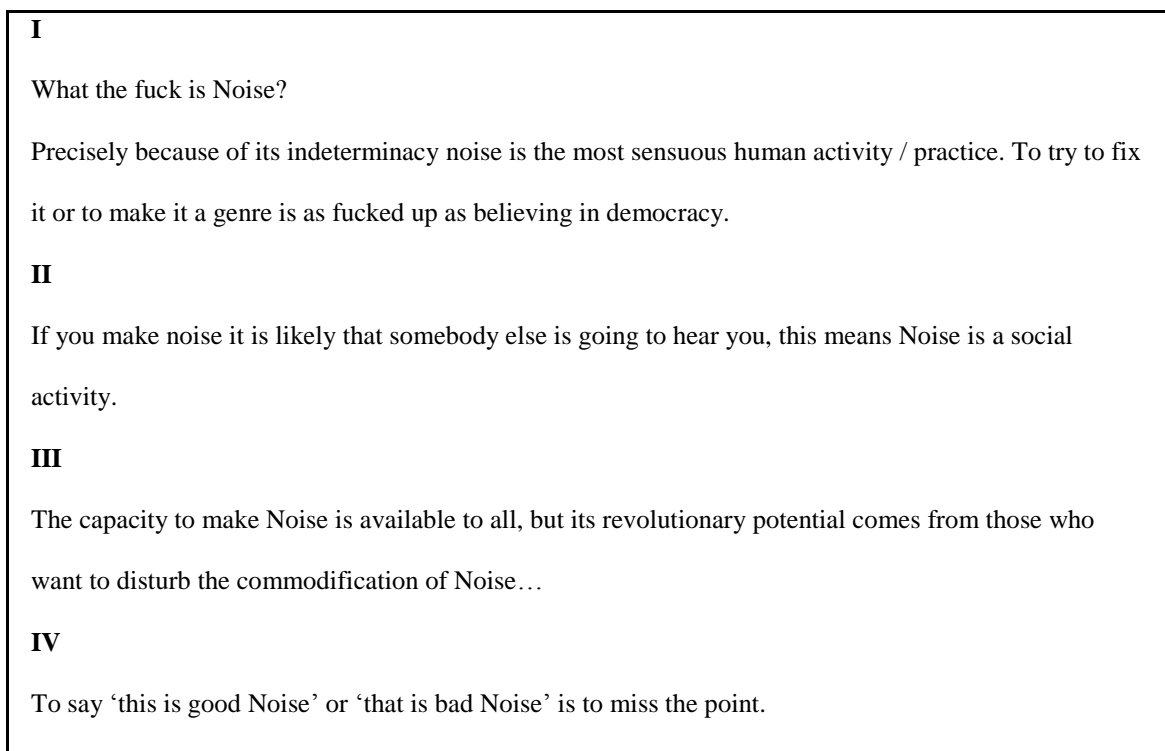 I
What the fuck is Noise?
Precisely because of its indeterminacy noise is the most sensuous human activity / practice. To try to fix
it or to make it a genre is as fucked up as believing in democracy.
II
If you make noise it is likely that somebody else is going to hear you, this means Noise is a social
activity.
III
The capacity to make Noise is available to all, but its revolutionary potential comes from those who
want to disturb the commodification of Noise…
IV
To say ‘this is good Noise’ or ‘that is bad Noise’ is to miss the point.